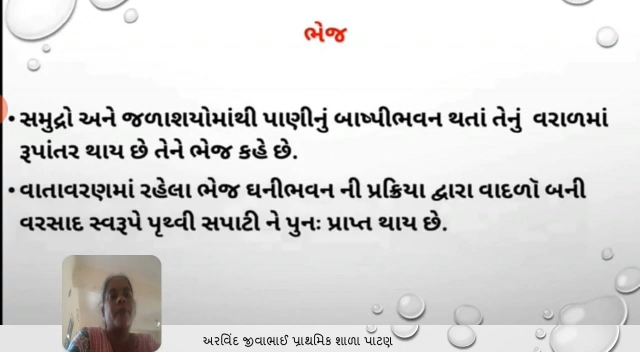 ભેજ
• સમુદ્રો અને જળાશયોમાંથી પાણીનું બાષ્પીભવન થતાં તેનું વરાળમાં
રૂપાંતર થાય છે તેને ભેજ કહે છે.
• વાતાવરણમાં રહેલા ભેજ ઘનીભવન ની પ્રક્રિયા દ્વારા વાદળૉ બની
વરસાદ સ્વરૂપે પૃથ્વી સપાટી ને પુનઃ પ્રાપ્ત થાય છે.
અરવિંદ જીવાભાઈ પ્રાથમિક શાળા પાટણ